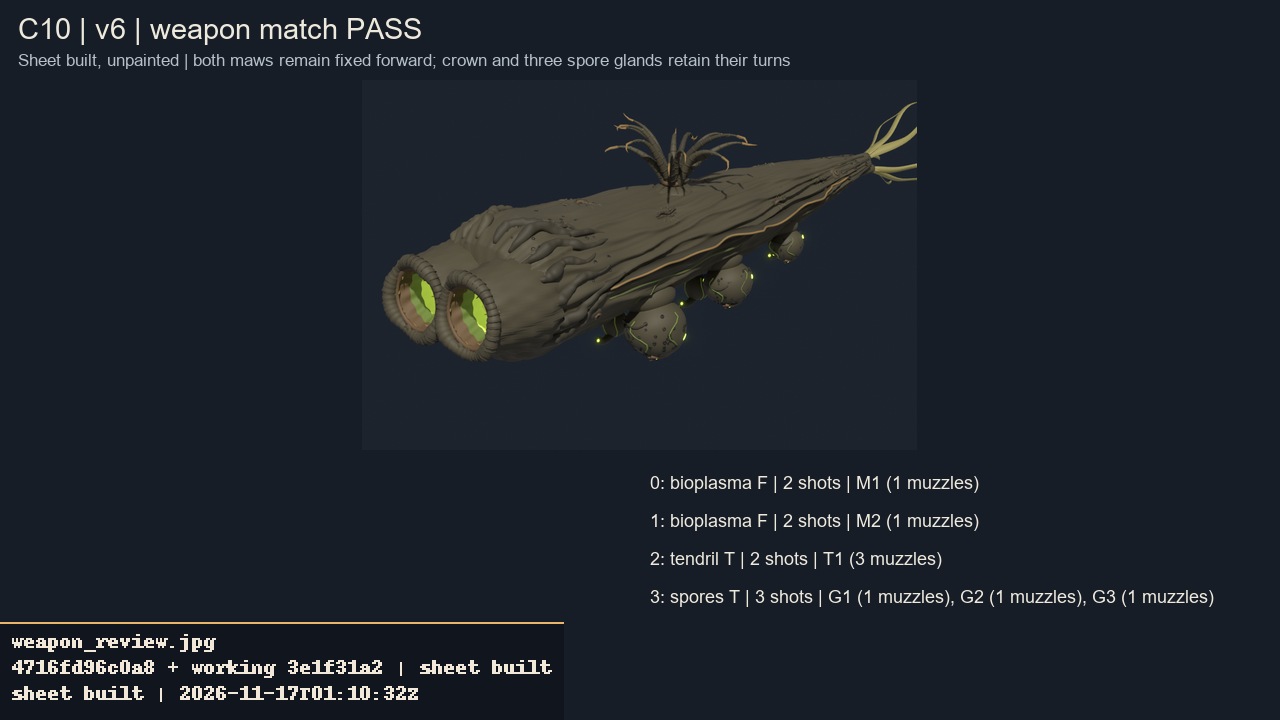 C10 | v6 | weapon match PASS
Sheet built, unpainted | both maws remain fixed forward; crown and three spore glands retain their turns
0: bioplasma F | 2 shots | M1 (1 muzzles)
1: bioplasma F | 2 shots | M2 (1 muzzles)
2: tendril T | 2 shots | T1 (3 muzzles)
3: spores T | 3 shots | G1 (1 muzzles), G2 (1 muzzles), G3 (1 muzzles)
weapon_review.jpg
4716fd96c0a8 + working 3e1f31a2 | sheet built
sheet built | 2026-11-17T01:10:32Z